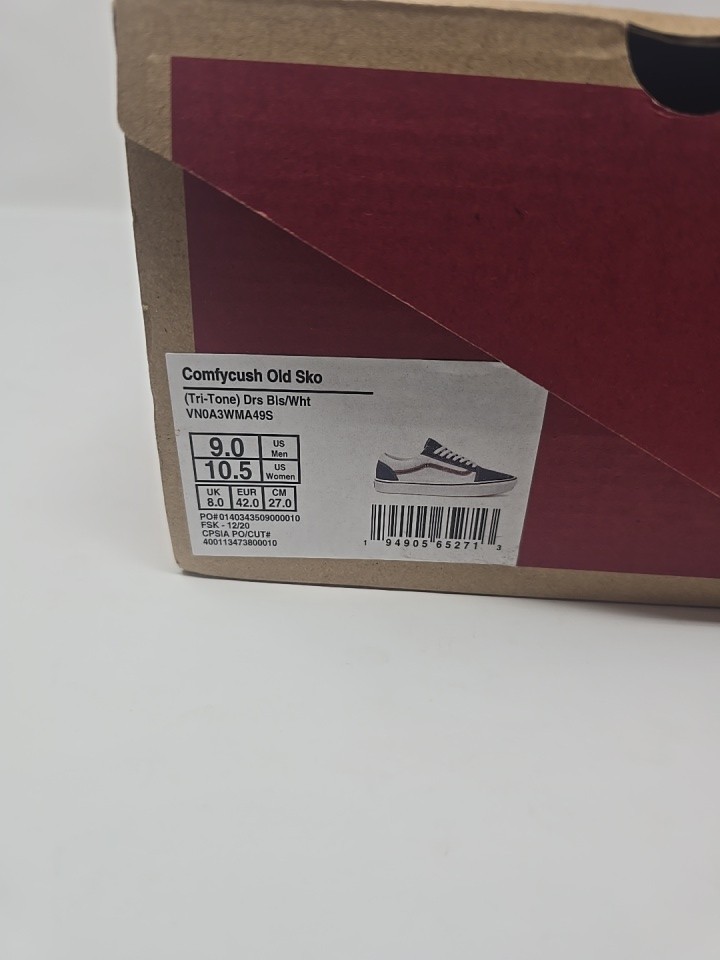 Comfycush Old Sko
(Tri-Tone) Drs Bls/Wht
VN0A3WMA49S
9.0 US Men
10.5 US Women
UK 8.0 EUR 42.0 CM 27.0
PO#0140343509000010
FSK - 12/20
CPSIA PO/CUT#
400113473800010
1 94905 65271 3